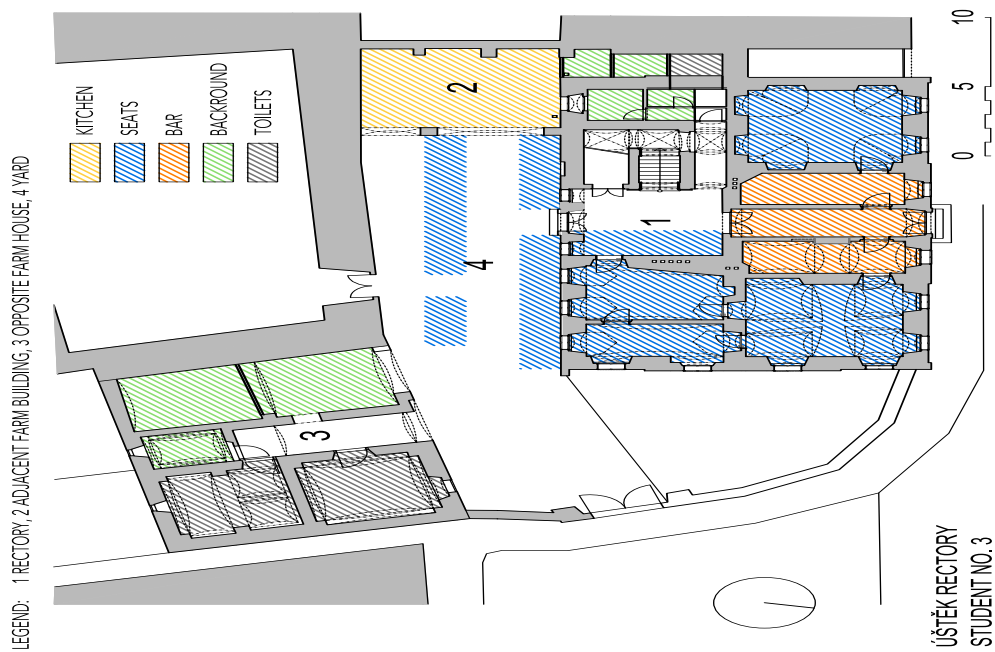 LEGEND: 1 RECTORY, 2 ADJACENT FARM BUILDING, 3 OPPOSITE FARM HOUSE, 4 YARD
KITCHEN
SEATS
BAR
BACKROUND
TOILETS
2
1
4
3
0 5 10
ÚŠTĚK RECTORY
STUDENT NO. 3